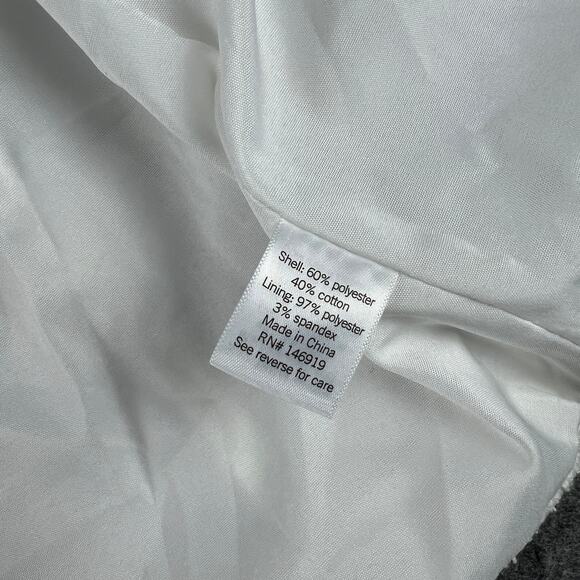 Shell: 60% polyester
40% cotton
Lining: 97% polyester
3% spandex
Made in China
RN# 146919
See reverse for care